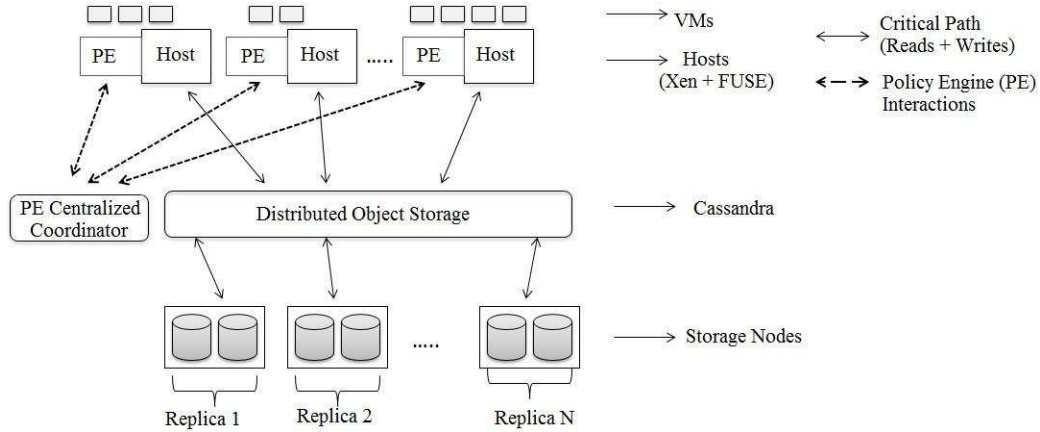 VMs
Critical Path
(Reads + Writes)
PE Host PE Host ..... PE Host
Hosts
(Xen + FUSE)
Policy Engine (PE)
Interactions
PE Centralized
Coordinator
Distributed Object Storage
Cassandra
.....
Storage Nodes
Replica 1 Replica 2 Replica N